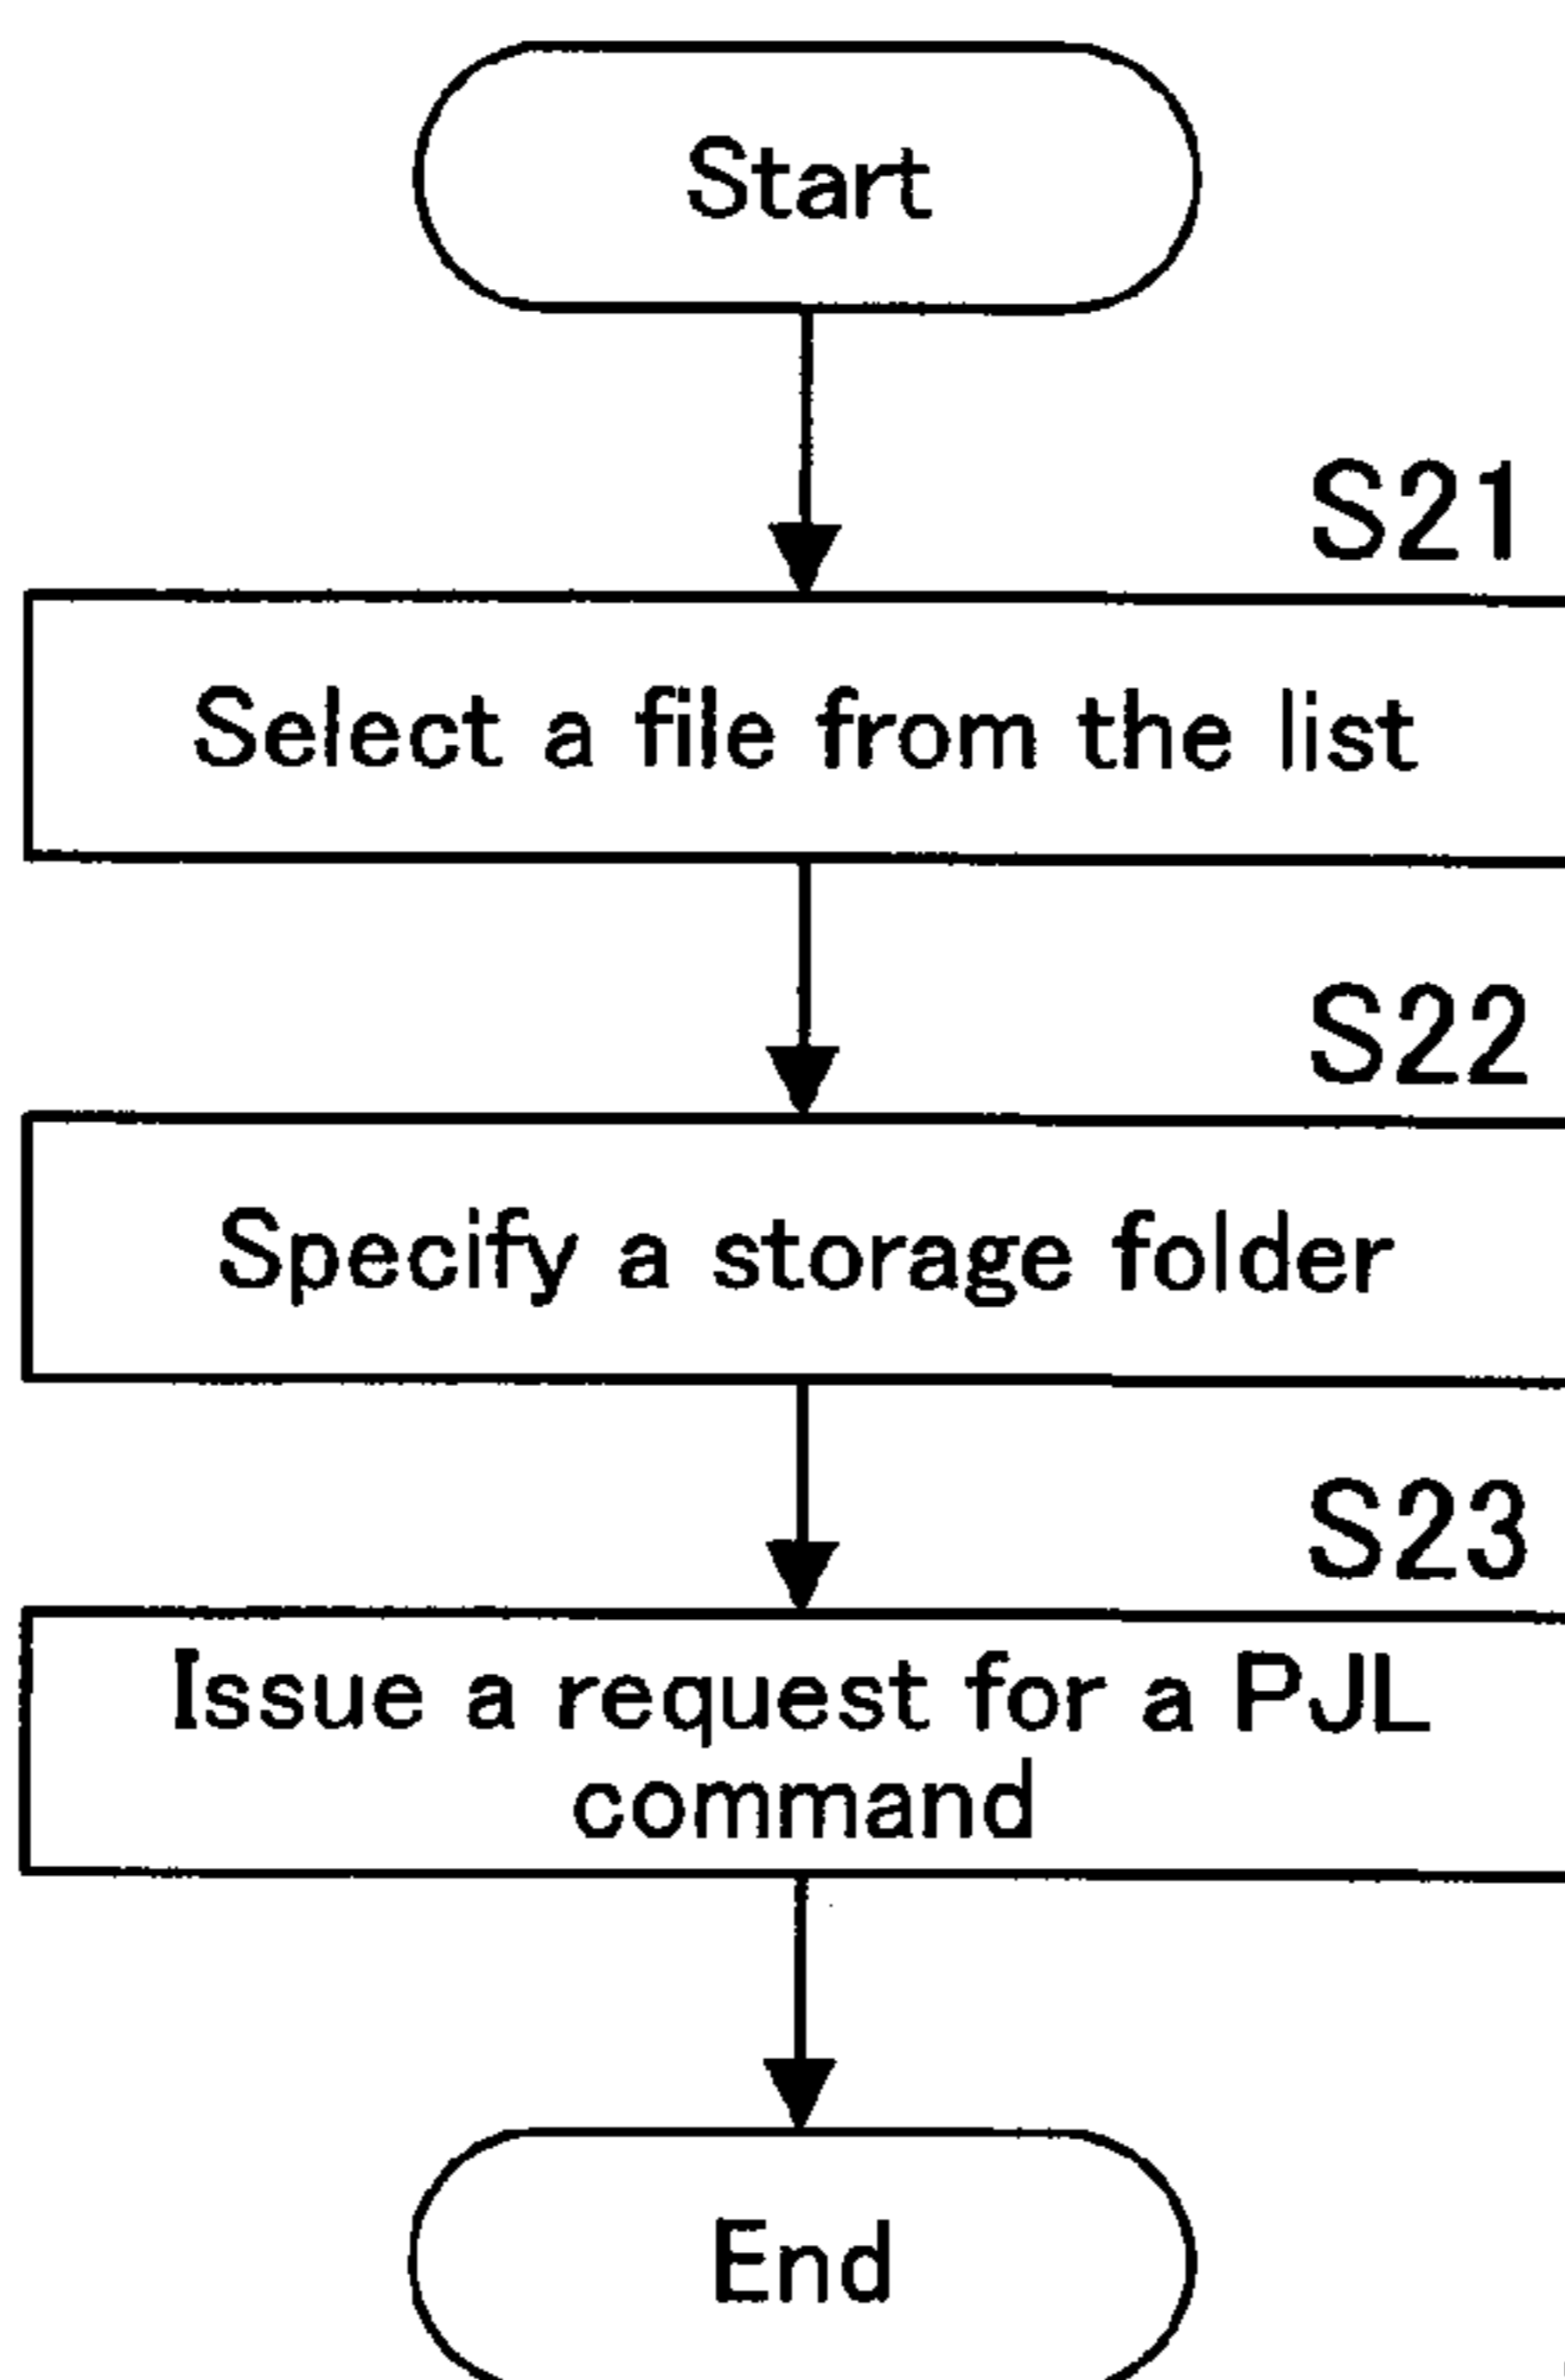 Start
S21
Select a file from the list
S22
Specify a storage folder
S23
Issue a request for a PJL
command
End